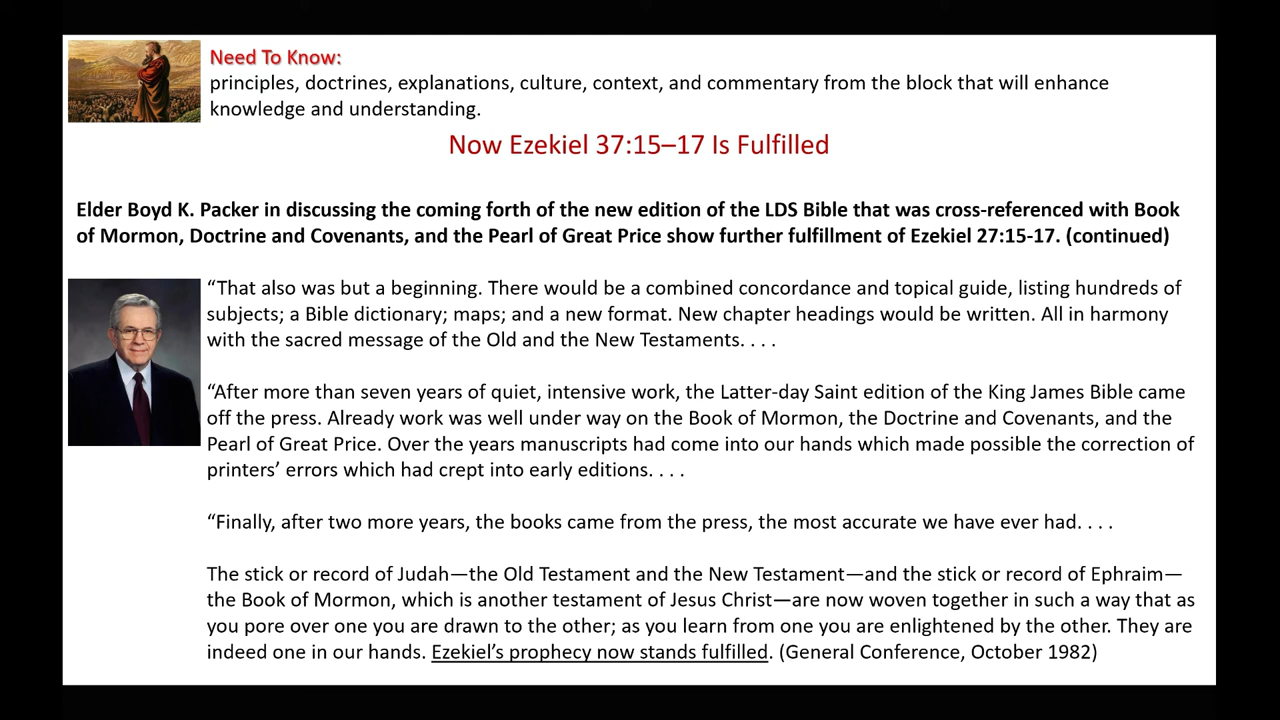 Need To Know:
principles, doctrines, explanations, culture, context, and commentary from the block that will enhance
knowledge and understanding.
Now Ezekiel 37:15–17 Is Fulfilled
Elder Boyd K. Packer in discussing the coming forth of the new edition of the LDS Bible that was cross-referenced with Book
of Mormon, Doctrine and Covenants, and the Pearl of Great Price show further fulfillment of Ezekiel 27:15-17. (continued)
“That also was but a beginning. There would be a combined concordance and topical guide, listing hundreds of
subjects; a Bible dictionary; maps; and a new format. New chapter headings would be written. All in harmony
with the sacred message of the Old and the New Testaments. . . .
“After more than seven years of quiet, intensive work, the Latter-day Saint edition of the King James Bible came
off the press. Already work was well under way on the Book of Mormon, the Doctrine and Covenants, and the
Pearl of Great Price. Over the years manuscripts had come into our hands which made possible the correction of
printers’ errors which had crept into early editions. . . .
“Finally, after two more years, the books came from the press, the most accurate we have ever had. . . .
The stick or record of Judah—the Old Testament and the New Testament—and the stick or record of Ephraim—
the Book of Mormon, which is another testament of Jesus Christ—are now woven together in such a way that as
you pore over one you are drawn to the other; as you learn from one you are enlightened by the other. They are
indeed one in our hands. Ezekiel’s prophecy now stands fulfilled. (General Conference, October 1982)